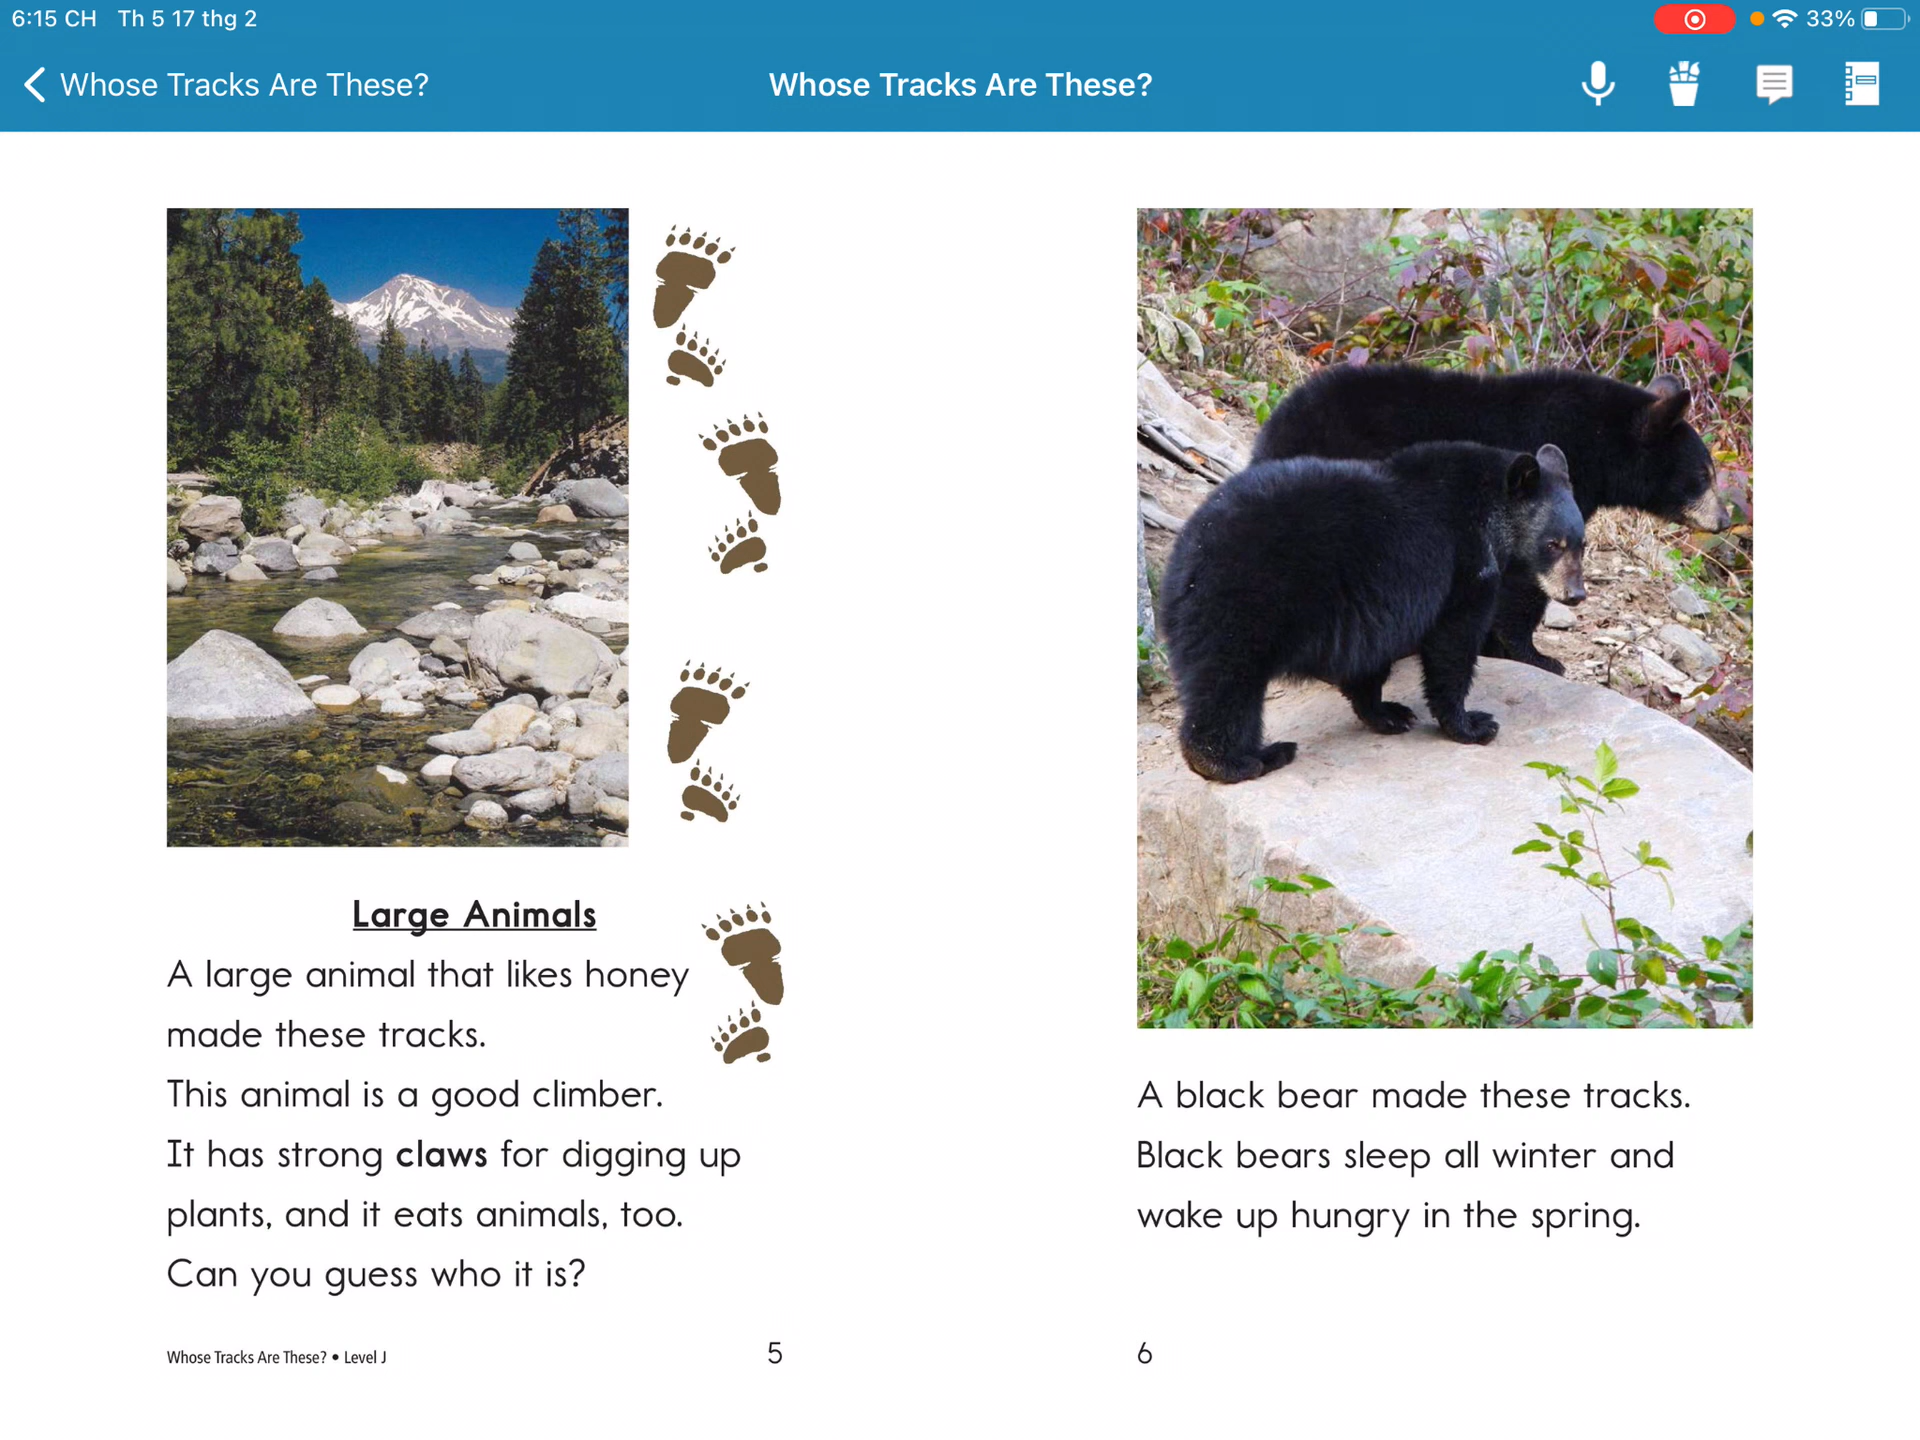 6:15 CH Th 5 17 thg 2
33%
Whose Tracks Are These?
Whose Tracks Are These?
Large Animals
A large animal that likes honey
made these tracks.
This animal is a good climber.
It has strong claws for digging up
plants, and it eats animals, too.
Can you guess who it is?
Whose Tracks Are These? • Level J
5
A black bear made these tracks.
Black bears sleep all winter and
wake up hungry in the spring.
6